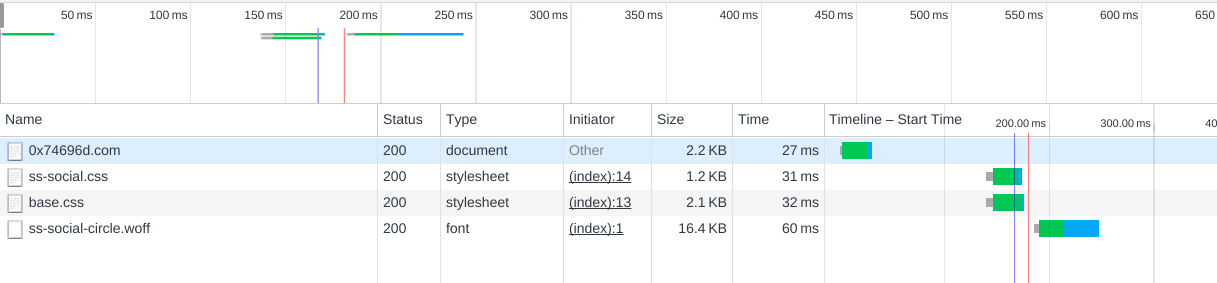 50 ms 100 ms 150 ms 200 ms 250 ms 300 ms 350 ms 400 ms 450 ms 500 ms 550 ms 600 ms 650
Name Status Type Initiator Size Time Timeline – Start Time 200.00 ms 300.00 ms 40
0x74696d.com 200 document Other 2.2 KB 27 ms
ss-social.css 200 stylesheet (index):14 1.2 KB 31 ms
base.css 200 stylesheet (index):13 2.1 KB 32 ms
ss-social-circle.woff 200 font (index):1 16.4 KB 60 ms